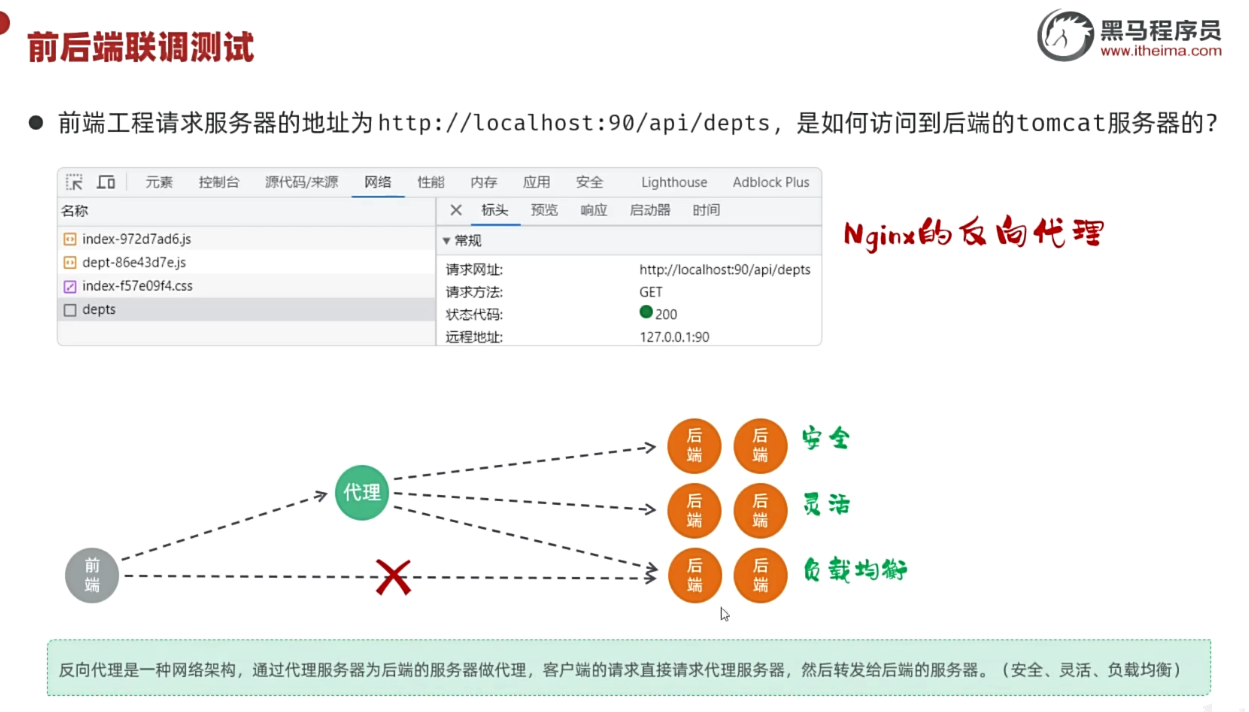 前后端联调测试
黑马程序员
www.itheima.com
● 前端工程请求服务器的地址为http://localhost:90/api/depts，是如何访问到后端的tomcat服务器的？
元素 控制台 源代码/来源 网络 性能 内存 应用 安全 Lighthouse Adblock Plus
名称
× 标头 预览 响应 启动器 时间
index-972d7ad6.js
dept-86e43d7e.js
index-f57e09f4.css
depts
▼ 常规
请求网址: http://localhost:90/api/depts
请求方法: GET
状态代码: 200
远程地址: 127.0.0.1:90
Nginx的反向代理
前端
代理
后端 后端 安全
后端 后端 灵活
后端 后端 负载均衡
反向代理是一种网络架构，通过代理服务器为后端的服务器做代理，客户端的请求直接请求代理服务器，然后转发给后端的服务器。（安全、灵活、负载均衡）